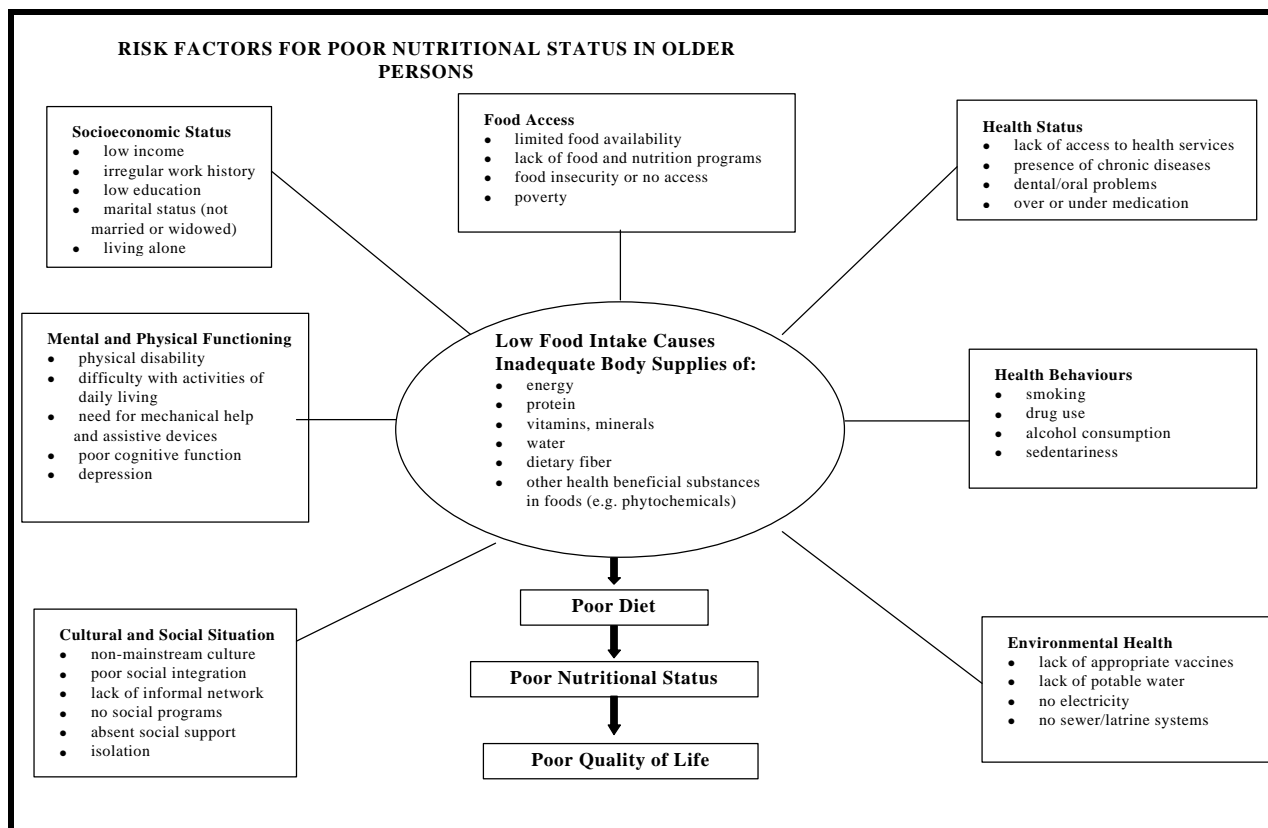 RISK FACTORS FOR POOR NUTRITIONAL STATUS IN OLDER
PERSONS
Socioeconomic Status
● low income
● irregular work history
● low education
● marital status (not
married or widowed)
● living alone
Food Access
● limited food availability
● lack of food and nutrition programs
● food insecurity or no access
● poverty
Health Status
● lack of access to health services
● presence of chronic diseases
● dental/oral problems
● over or under medication
Mental and Physical Functioning
● physical disability
● difficulty with activities of
daily living
● need for mechanical help
and assistive devices
● poor cognitive function
● depression
Low Food Intake Causes
Inadequate Body Supplies of:
● energy
● protein
● vitamins, minerals
● water
● dietary fiber
● other health beneficial substances
in foods (e.g. phytochemicals)
Health Behaviours
● smoking
● drug use
● alcohol consumption
● sedentariness
Cultural and Social Situation
● non-mainstream culture
● poor social integration
● lack of informal network
● no social programs
● absent social support
● isolation
Poor Diet
Poor Nutritional Status
Poor Quality of Life
Environmental Health
● lack of appropriate vaccines
● lack of potable water
● no electricity
● no sewer/latrine systems